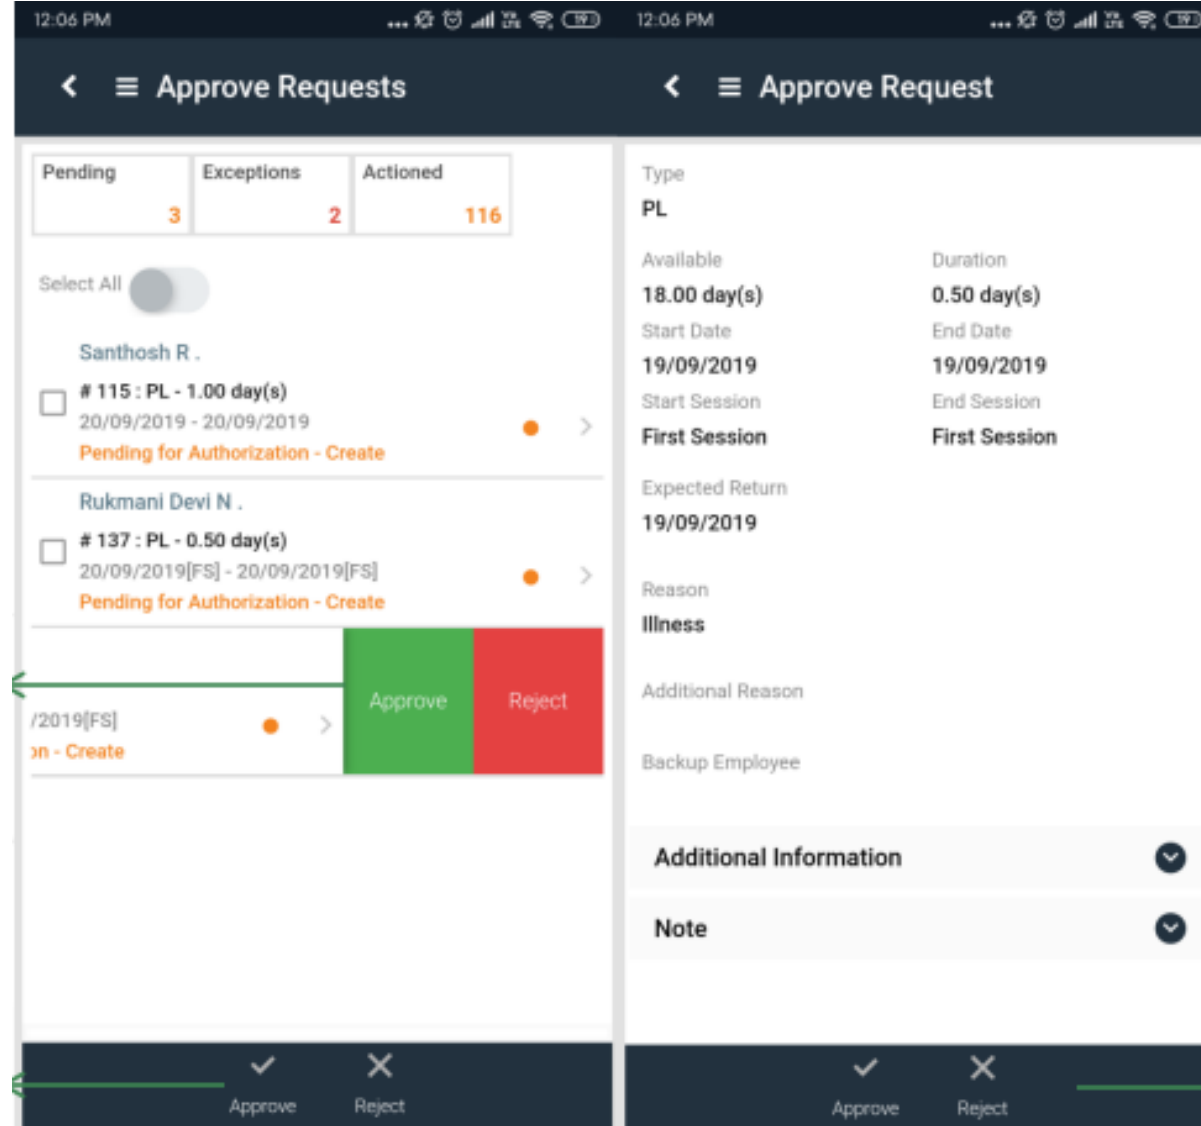 12:06 PM
Approve Requests
Pending
Exceptions
Actioned
3
2
116
Select All
Santhosh R .
# 115 : PL - 1.00 day(s)
20/09/2019 - 20/09/2019
Pending for Authorization - Create
Rukmani Devi N .
# 137 : PL - 0.50 day(s)
20/09/2019[FS] - 20/09/2019[FS]
Pending for Authorization - Create
Approve
Reject
/2019[FS]
on - Create
Approve
Reject
12:06 PM
Approve Request
Type
PL
Available
Duration
18.00 day(s)
0.50 day(s)
Start Date
End Date
19/09/2019
19/09/2019
Start Session
End Session
First Session
First Session
Expected Return
19/09/2019
Reason
Illness
Additional Reason
Backup Employee
Additional Information
Note
Approve
Reject